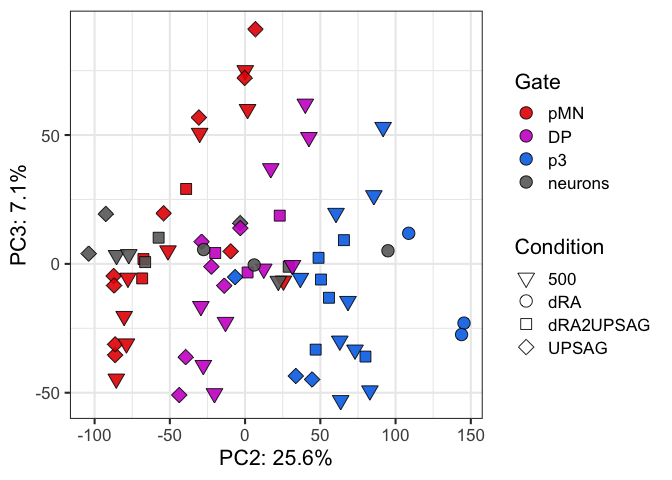 Gate
pMN
DP
p3
neurons
Condition
500
dRA
dRA2UPSAG
UPSAG
PC3: 7.1%
50
0
-50
-100
-50
0
50
100
150
PC2: 25.6%